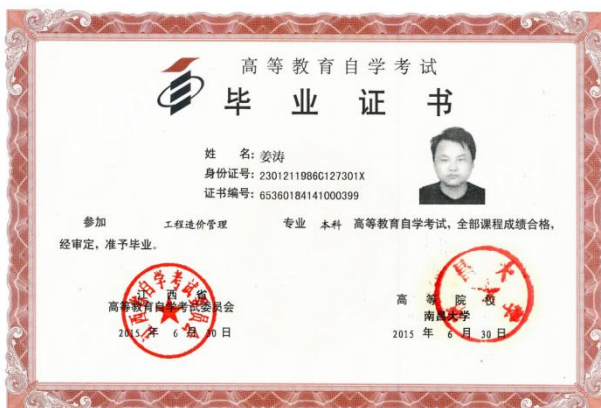 高等教育自学考试
毕业证书
姓 名：姜涛
身份证号：2301211986C127301X
证书编号：65360184141000399
参加 工程造价管理 专业 本科 高等教育自学考试，全部课程成绩合格，
经审定，准予毕业。
江西省 高等院校
高等教育自学考试委员会 南昌大学
2015 年 6 月 30 日 2015 年 6 月 30 日